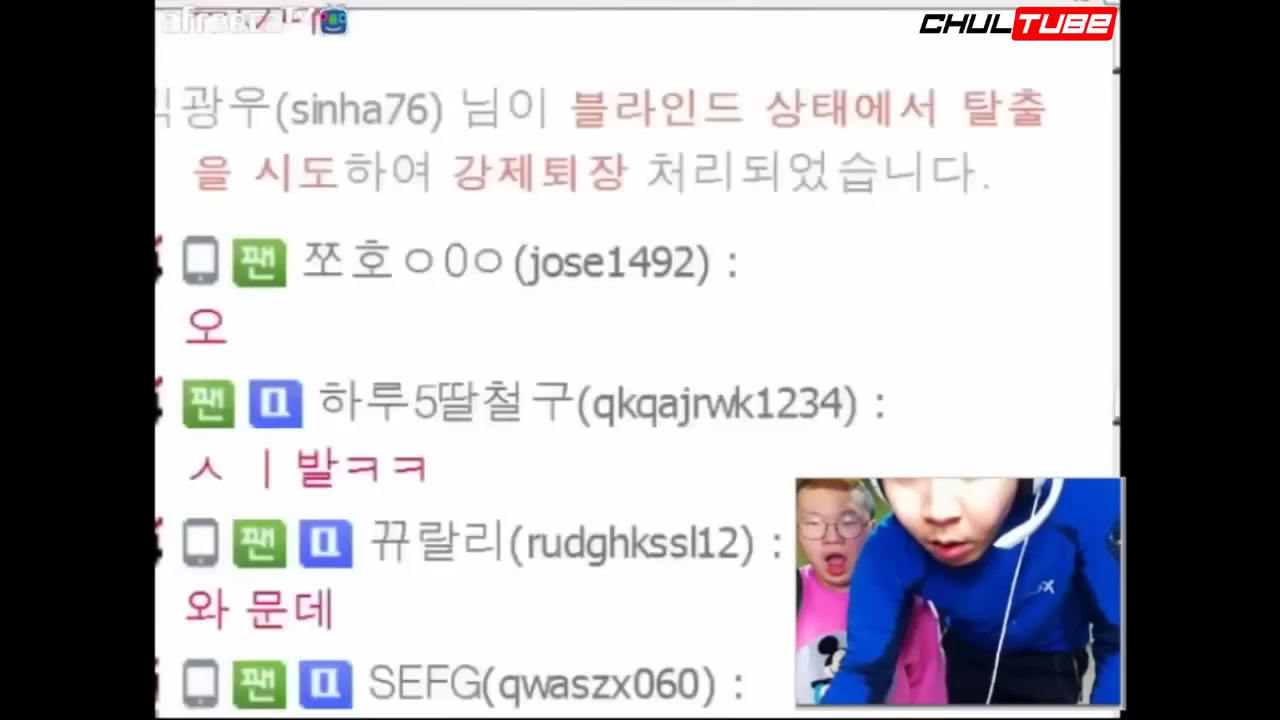 afreeca
CHULTUBE
광우(sinha76) 님이 블라인드 상태에서 탈출
을 시도하여 강제퇴장 처리되었습니다.
팬 쪼호ㅇ0ㅇ(jose1492) :
오
팬 하루5딸철구(qkqajrwk1234) :
ㅅ ㅣ발ㅋㅋ
팬 뀨랄리(rudghkssl12) :
와 문데
팬 SEFG(qwaszx060) :